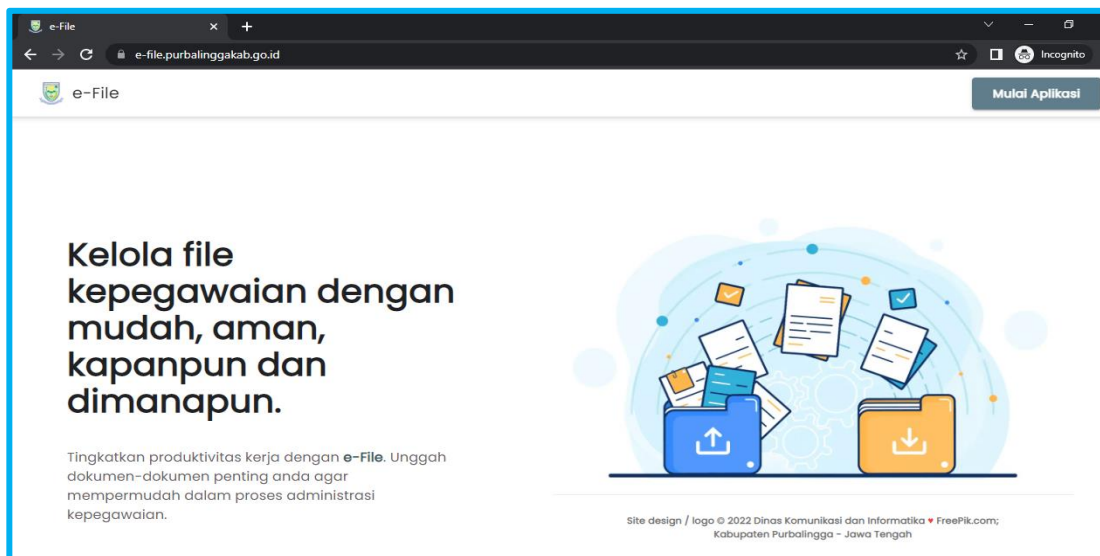 e-File
e-file.purbalinggakab.go.id
Incognito
e-File
Mulai Aplikasi
Kelola file
kepegawaian dengan
mudah, aman,
kapanpun dan
dimanapun.
Tingkatkan produktivitas kerja dengan e-File. Unggah
dokumen-dokumen penting anda agar
mempermudah dalam proses administrasi
kepegawaian.
Site design / logo © 2022 Dinas Komunikasi dan Informatika ♥ FreePik.com;
Kabupaten Purbalingga - Jawa Tengah